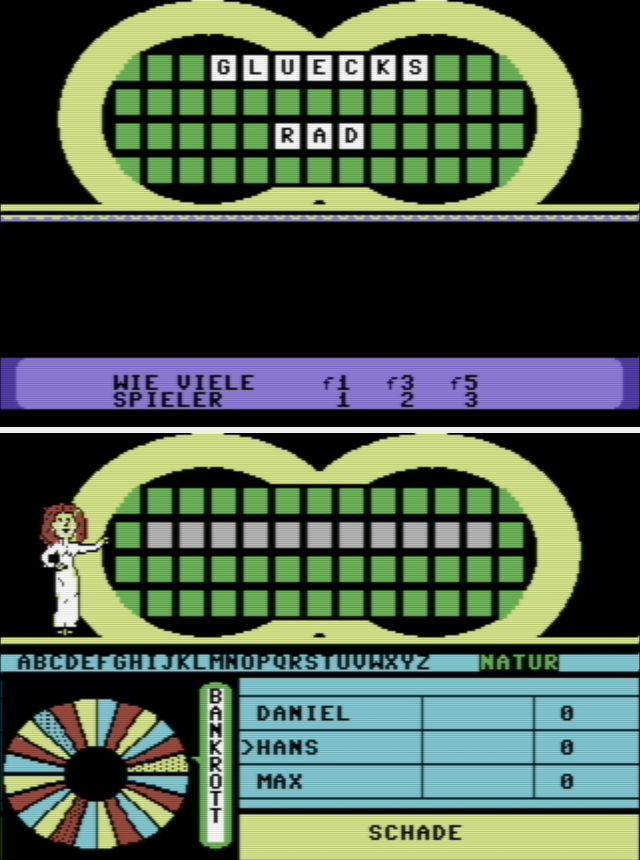 GLUECKS
RAD
WIE VIELE f1 f3 f5
SPIELER 1 2 3
ABCDEFGHIJKLMNOPQRSTUVWXYZ NATUR
BANKROTT
DANIEL 0
>HANS 0
MAX 0
SCHADE